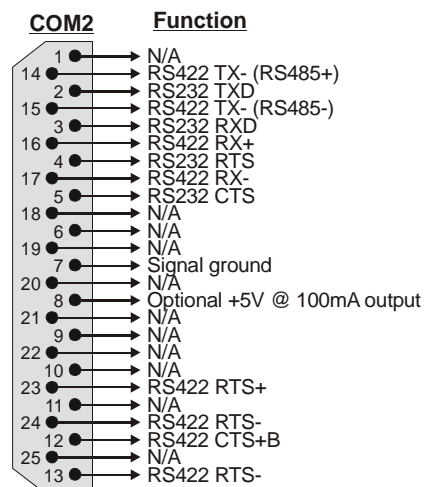 COM2 Function
1 N/A
14 RS422 TX- (RS485+)
2 RS232 TXD
15 RS422 TX- (RS485-)
3 RS232 RXD
16 RS422 RX+
4 RS232 RTS
17 RS422 RX-
5 RS232 CTS
18 N/A
6 N/A
19 N/A
7 Signal ground
20 N/A
8 Optional +5V @ 100mA output
21 N/A
9 N/A
22 N/A
10 N/A
23 RS422 RTS+
11 N/A
24 RS422 RTS-
12 RS422 CTS+B
25 N/A
13 RS422 RTS-